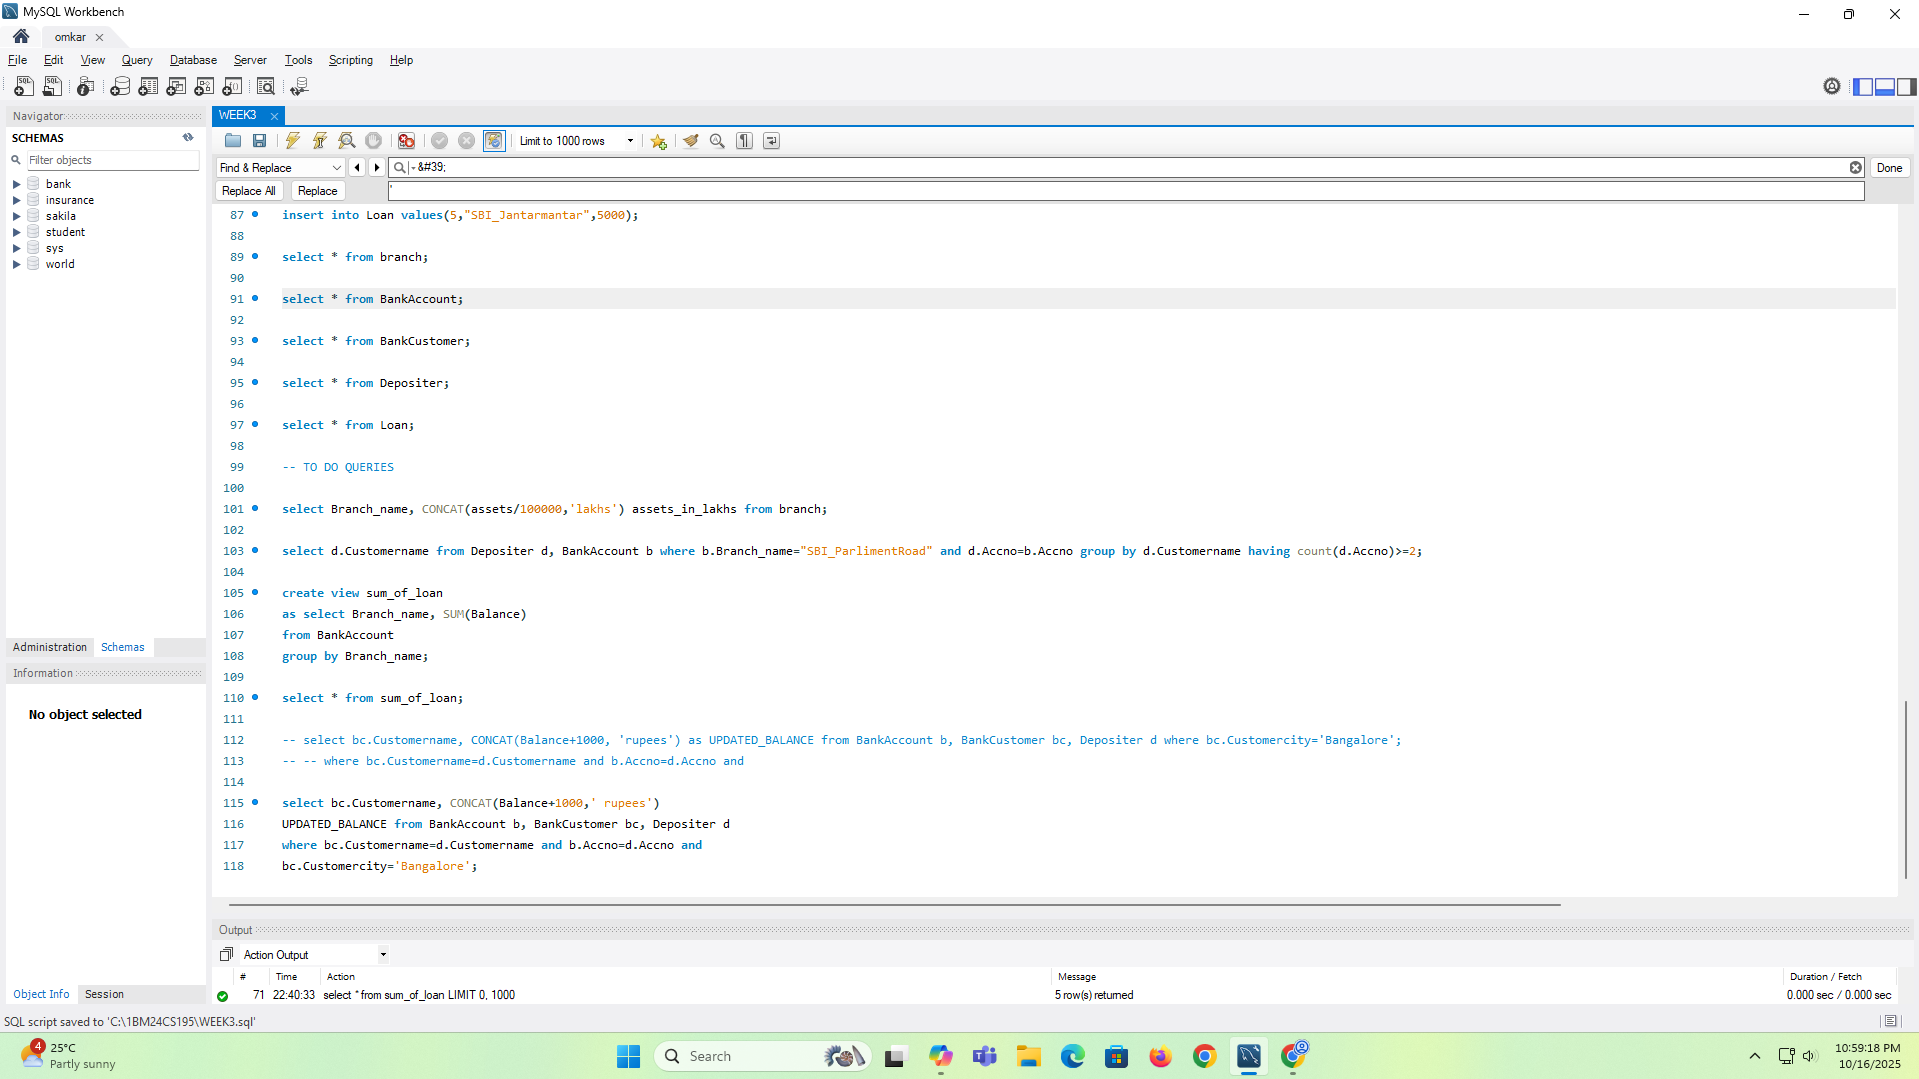 MySQL Workbench
omkar
File Edit View Query Database Server Tools Scripting Help
Navigator
SCHEMAS
Filter objects
bank
insurance
sakila
student
sys
world
Administration Schemas
Information
No object selected
Object Info Session
WEEK3
Limit to 1000 rows
Find & Replace &#39; Done
Replace All Replace '
87 insert into Loan values(5,"SBI_Jantarmantar",5000);
88
89 select * from branch;
90
91 select * from BankAccount;
92
93 select * from BankCustomer;
94
95 select * from Depositer;
96
97 select * from Loan;
98
99 -- TO DO QUERIES
100
101 select Branch_name, CONCAT(assets/100000,'lakhs') assets_in_lakhs from branch;
102
103 select d.Customername from Depositer d, BankAccount b where b.Branch_name="SBI_ParlimentRoad" and d.Accno=b.Accno group by d.Customername having count(d.Accno)>=2;
104
105 create view sum_of_loan
106 as select Branch_name, SUM(Balance)
107 from BankAccount
108 group by Branch_name;
109
110 select * from sum_of_loan;
111
112 -- select bc.Customername, CONCAT(Balance+1000, 'rupees') as UPDATED_BALANCE from BankAccount b, BankCustomer bc, Depositer d where bc.Customercity='Bangalore';
113 -- -- where bc.Customername=d.Customername and b.Accno=d.Accno and
114
115 select bc.Customername, CONCAT(Balance+1000,' rupees')
116 UPDATED_BALANCE from BankAccount b, BankCustomer bc, Depositer d
117 where bc.Customername=d.Customername and b.Accno=d.Accno and
118 bc.Customercity='Bangalore';
Output
Action Output
# Time Action Message Duration / Fetch
71 22:40:33 select * from sum_of_loan LIMIT 0, 1000 5 row(s) returned 0.000 sec / 0.000 sec
SQL script saved to 'C:\1BM24CS195\WEEK3.sql'
4
25°C
Partly sunny
Search
10:59:18 PM
10/16/2025